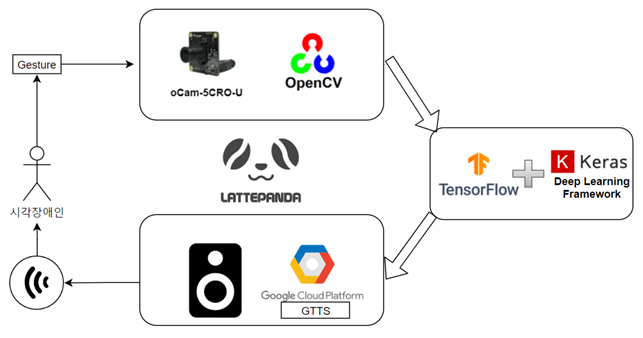 Gesture
oCam-5CRO-U
OpenCV
LATTEPANDA
TensorFlow
K Keras
Deep Learning
Framework
시각장애인
Google Cloud Platform
GTTS